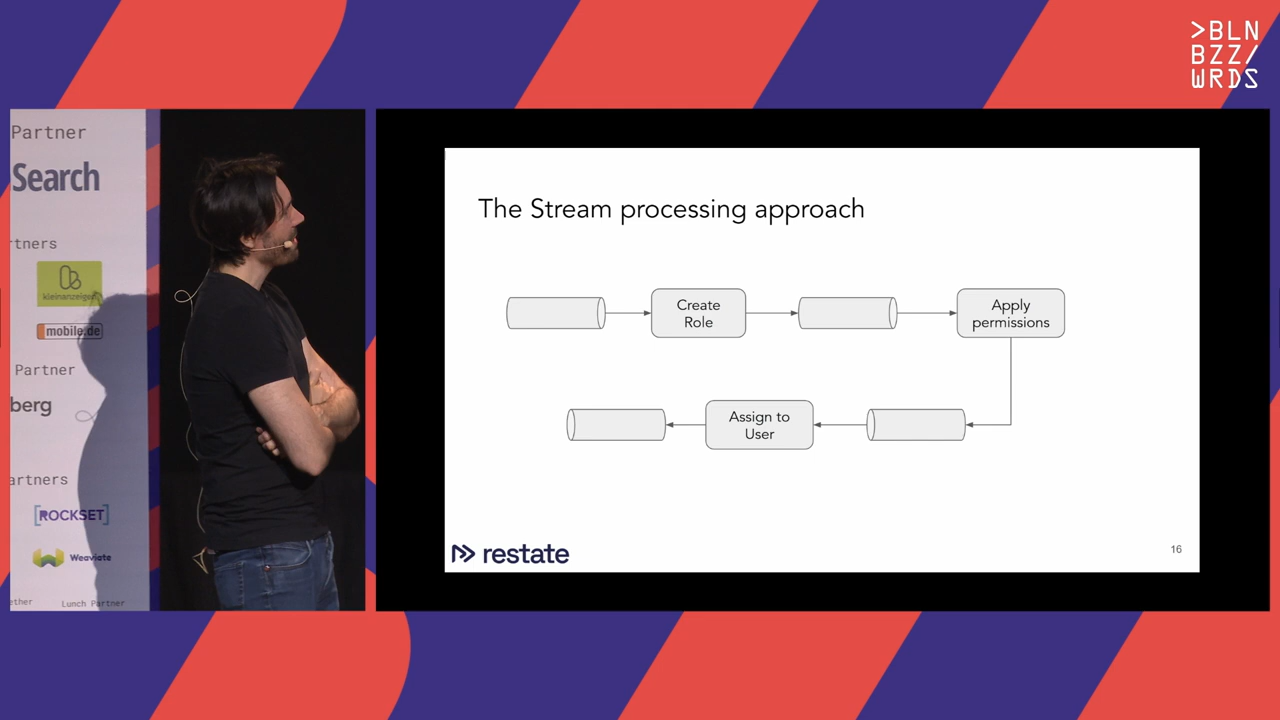 >BLN
BZZ/
WRDS
Partner
Search
rtners
kleinanzeigen
mobile.de
Partner
berg
artners
[ROCKSET]
Weaviate
ether
Lunch Partner
The Stream processing approach
Create
Role
Apply
permissions
Assign to
User
restate
16